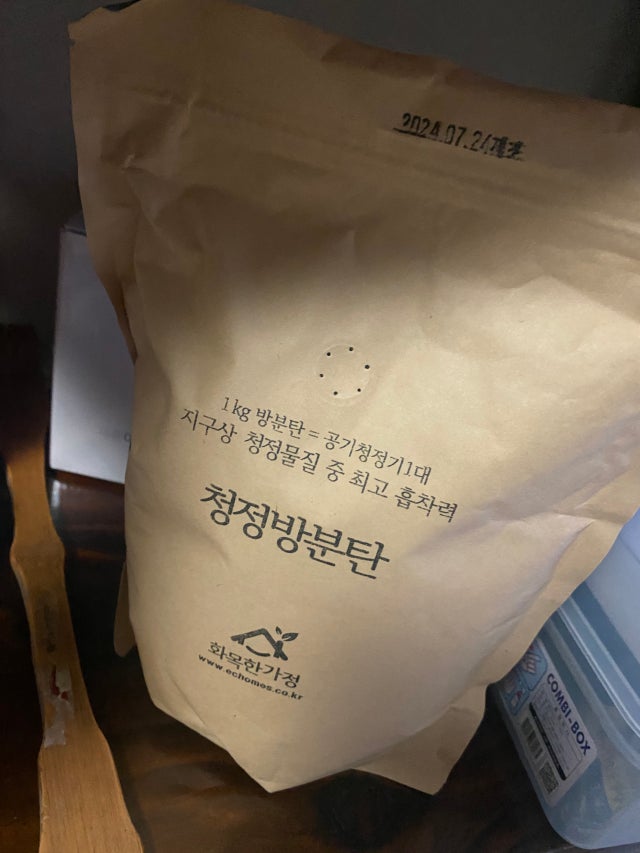 2024.07.24제조
1kg 방분탄 = 공기청정기1대
지구상 청정물질 중 최고 흡착력
청정방분탄
화목한가정
www.echomes.co.kr
COMBI-BOX